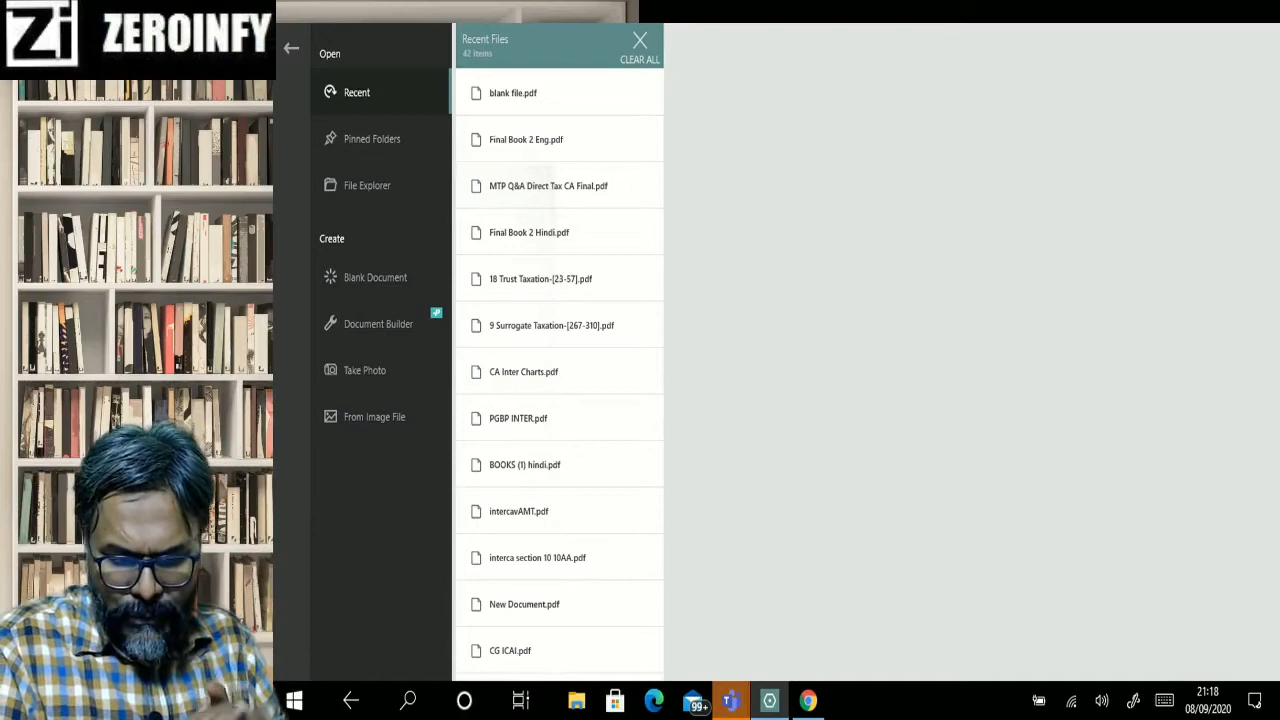 Zi ZEROINFY
Open
Recent
Pinned Folders
File Explorer
Create
Blank Document
Document Builder
Take Photo
From Image File
Recent Files
42 items
CLEAR ALL
blank file.pdf
Final Book 2 Eng.pdf
MTP Q&A Direct Tax CA Final.pdf
Final Book 2 Hindi.pdf
18 Trust Taxation-[23-57].pdf
9 Surrogate Taxation-[267-310].pdf
CA Inter Charts.pdf
PGBP INTER.pdf
BOOKS (1) hindi.pdf
intercavAMT.pdf
interca section 10 10AA.pdf
New Document.pdf
CG ICAI.pdf
99+
21:18
08/09/2020